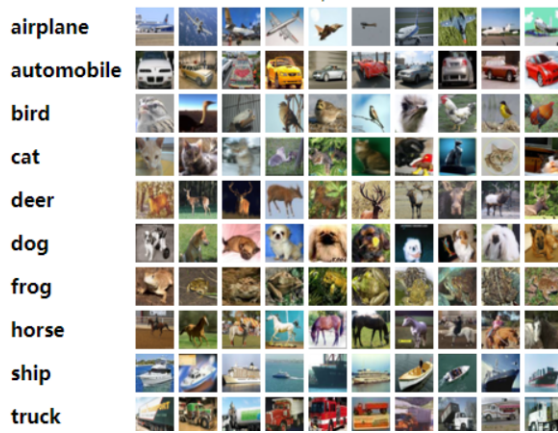 airplane
automobile
bird
cat
deer
dog
frog
horse
ship
truck